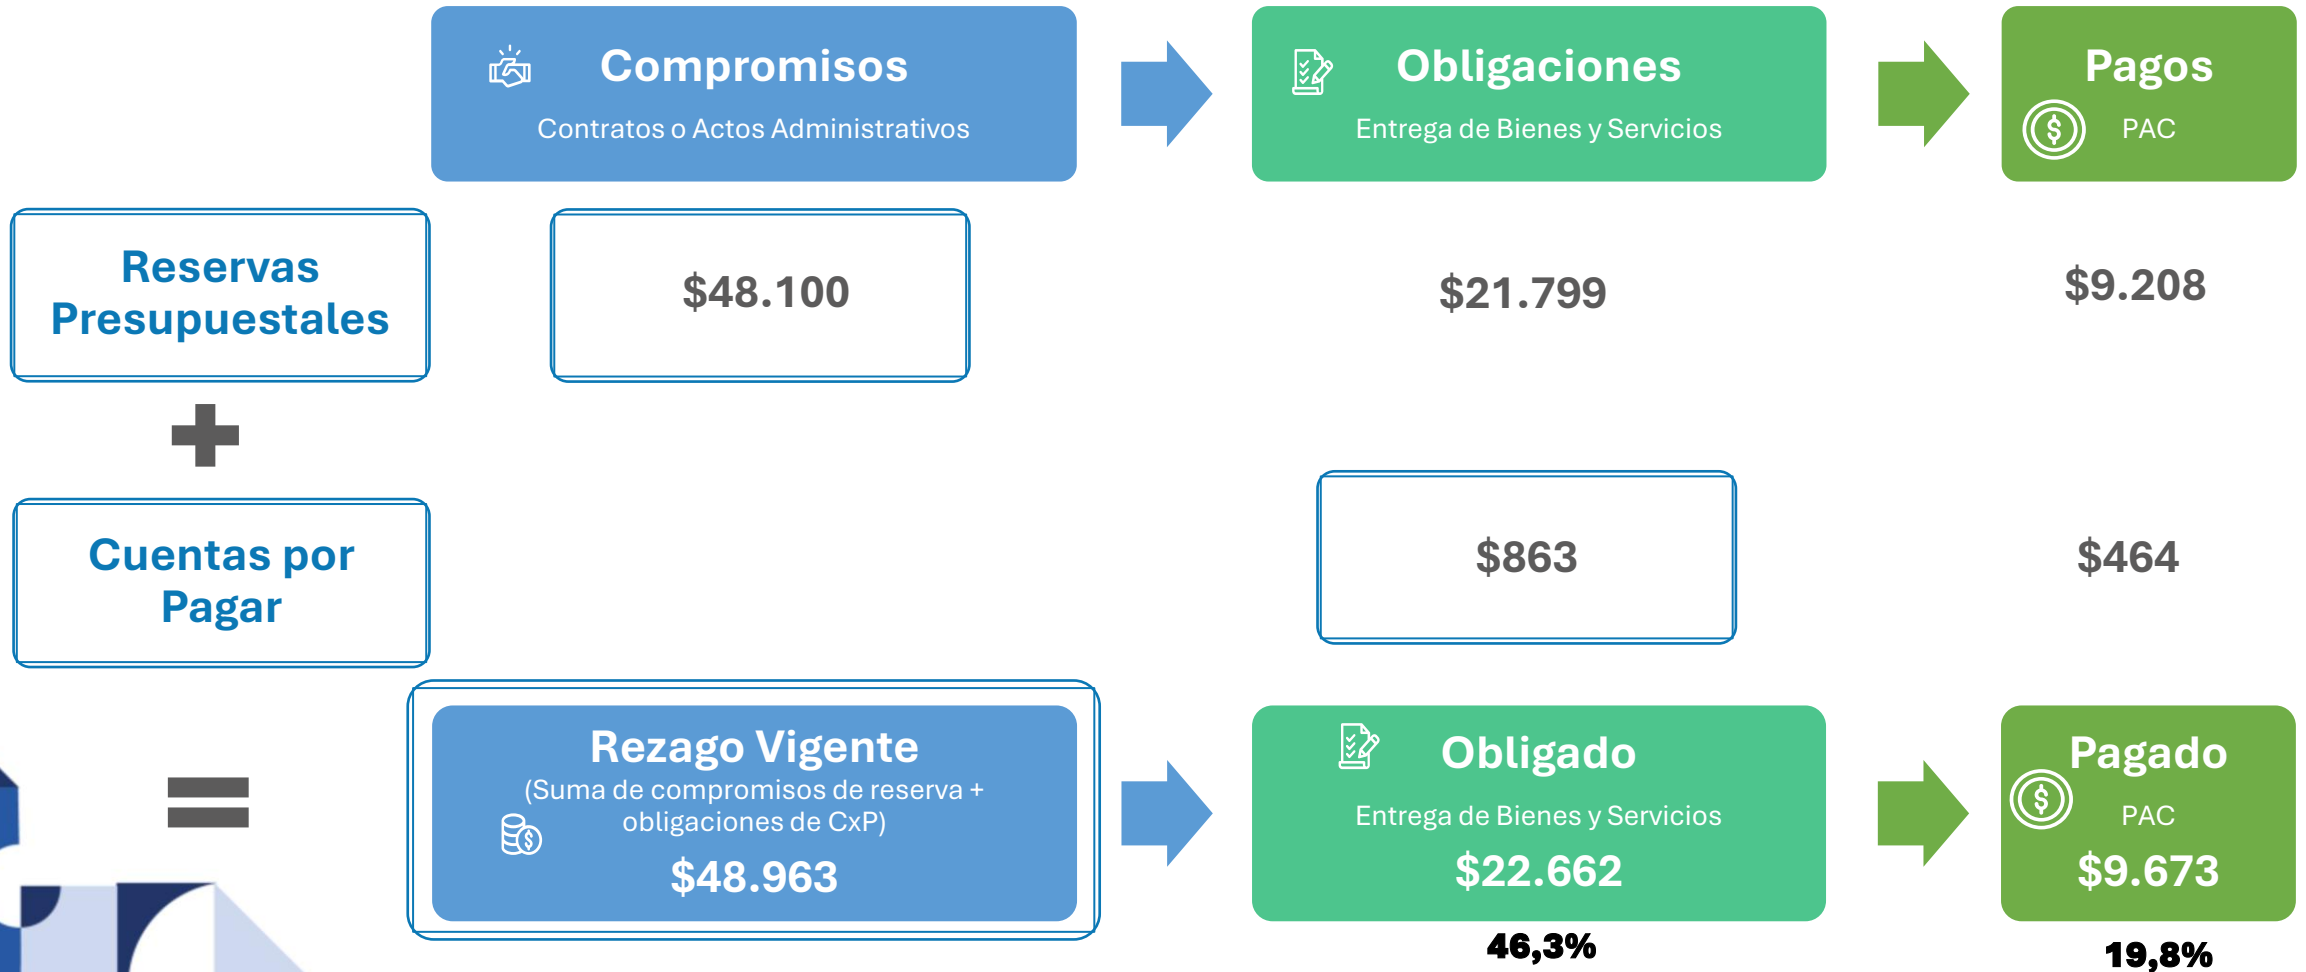 Compromisos
Contratos o Actos Administrativos
Obligaciones
Entrega de Bienes y Servicios
Pagos
PAC
Reservas
Presupuestales
$48.100
$21.799
$9.208
Cuentas por
Pagar
$863
$464
Rezago Vigente
(Suma de compromisos de reserva +
obligaciones de CxP)
$48.963
Obligado
Entrega de Bienes y Servicios
$22.662
46,3%
Pagado
PAC
$9.673
19,8%